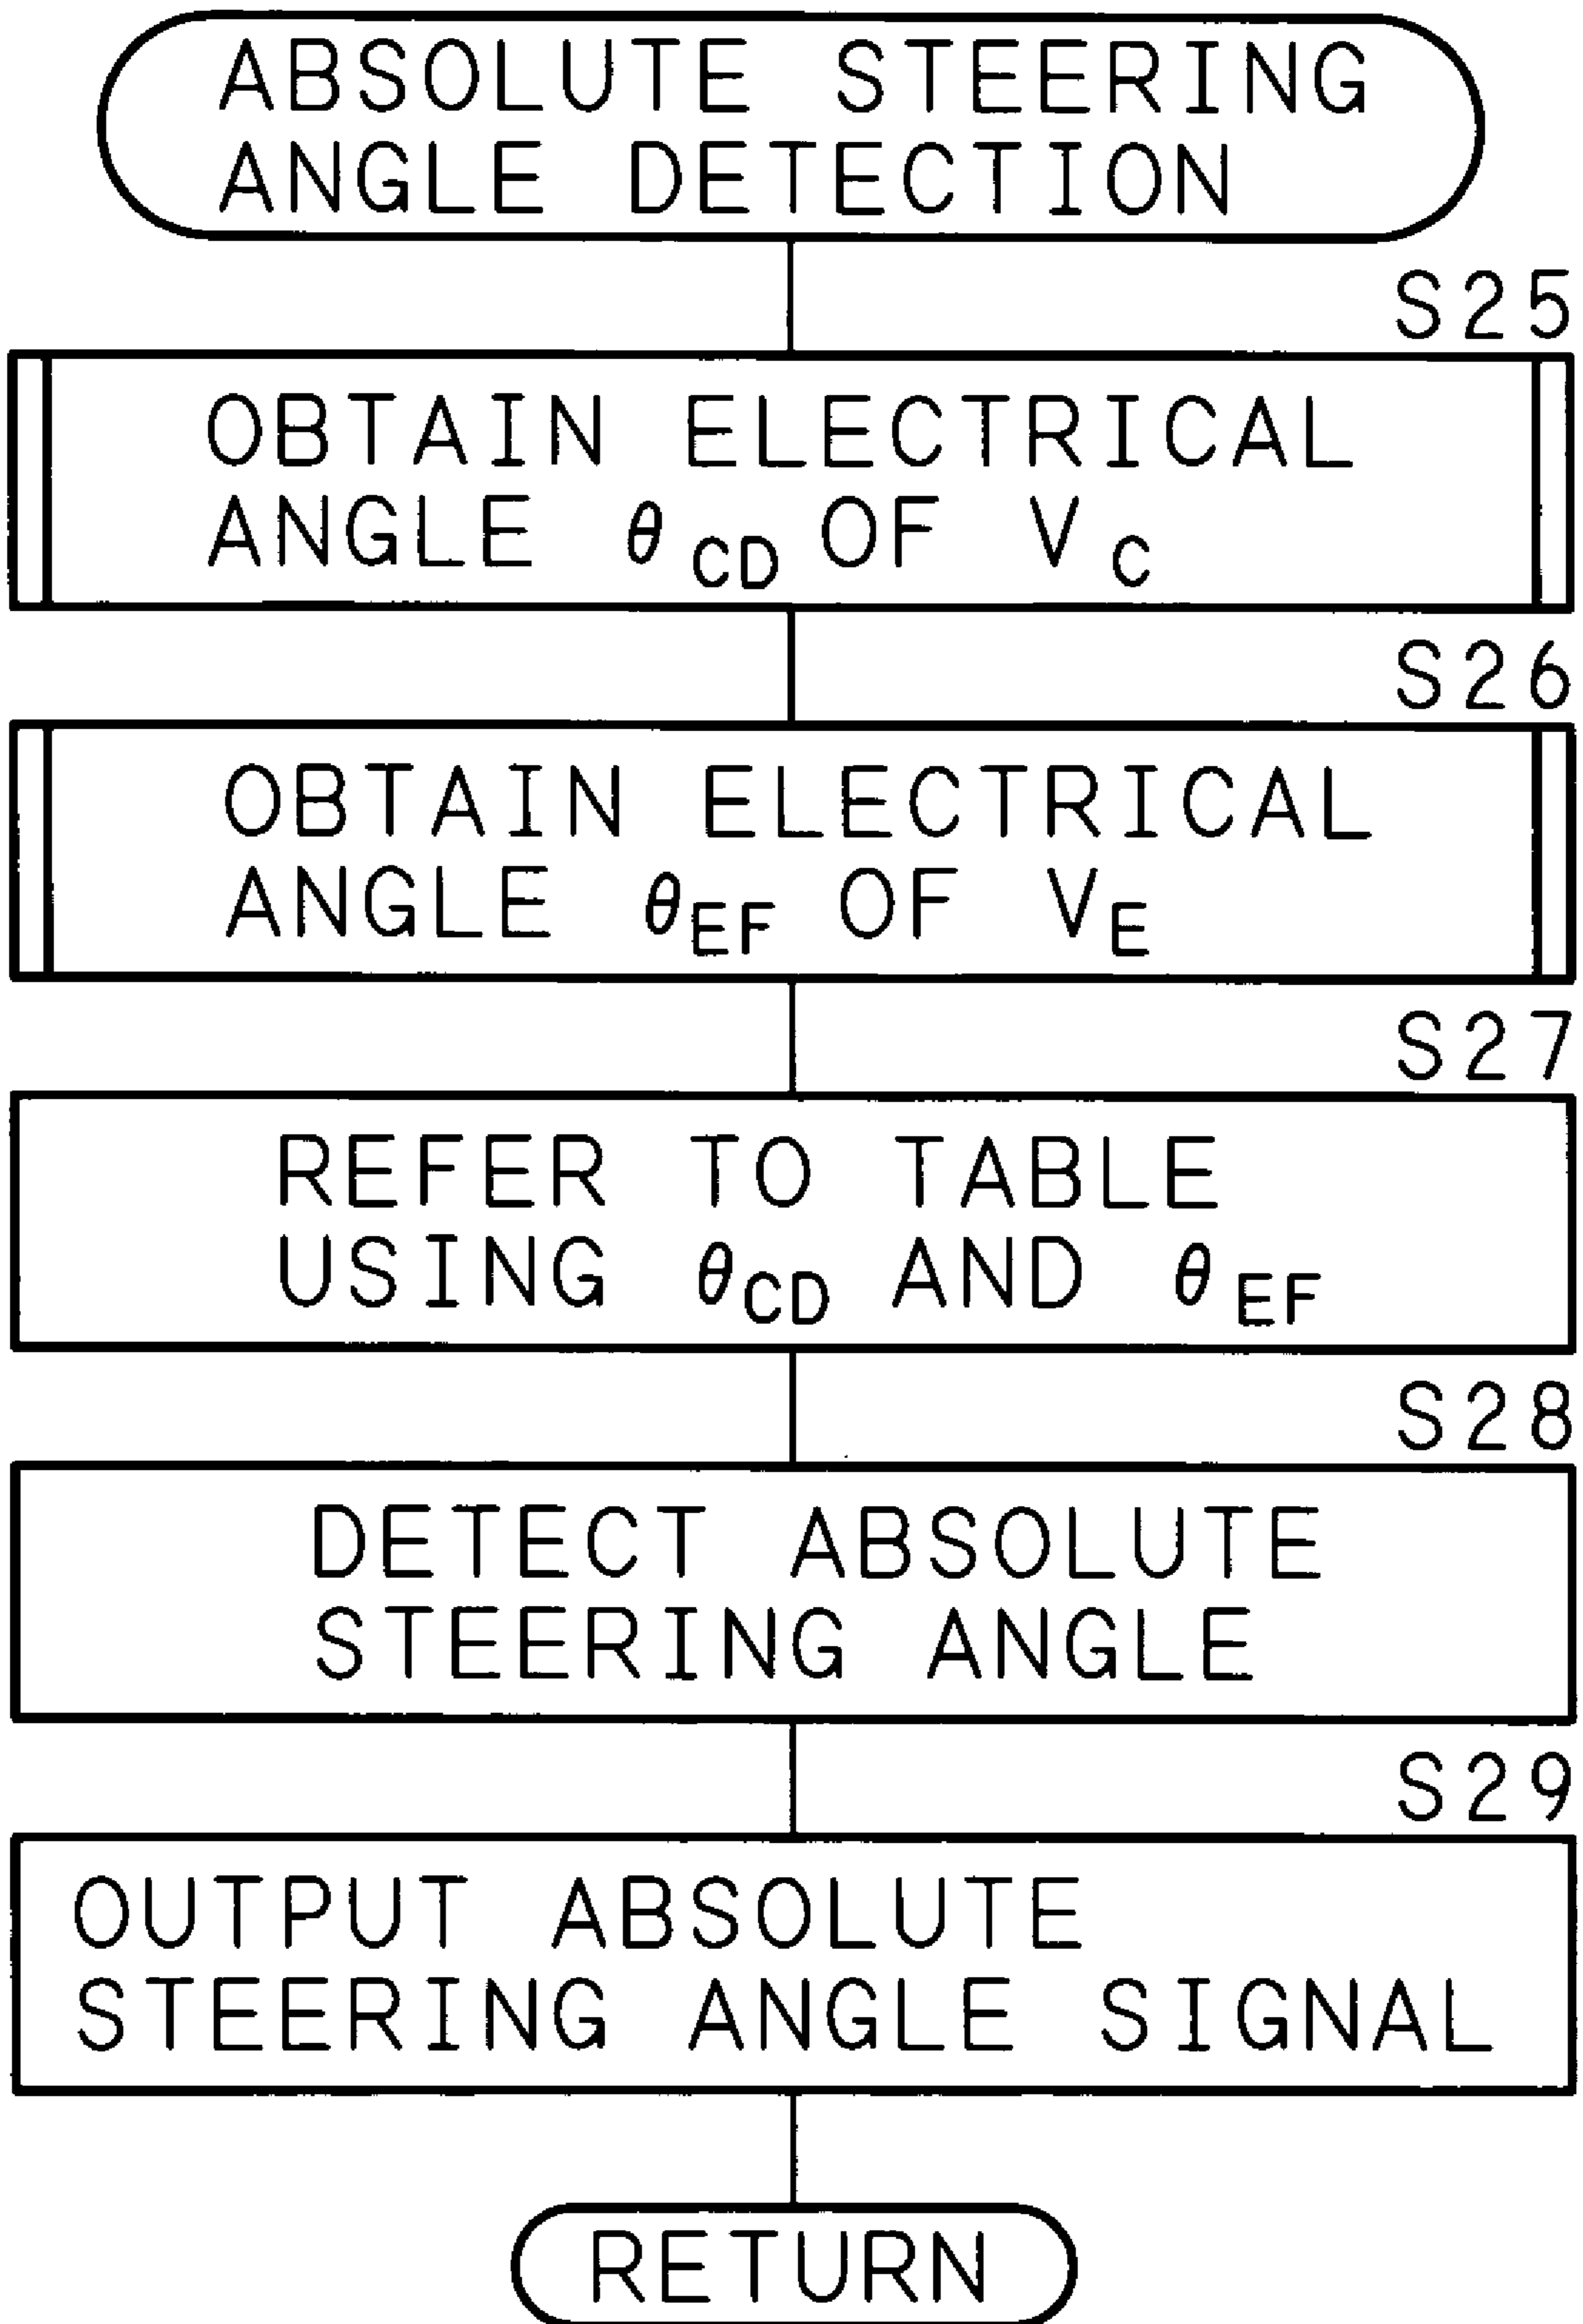 ABSOLUTE STEERING
ANGLE DETECTION
S25
OBTAIN ELECTRICAL
ANGLE θCD OF VC
S26
OBTAIN ELECTRICAL
ANGLE θEF OF VE
S27
REFER TO TABLE
USING θCD AND θEF
S28
DETECT ABSOLUTE
STEERING ANGLE
S29
OUTPUT ABSOLUTE
STEERING ANGLE SIGNAL
RETURN